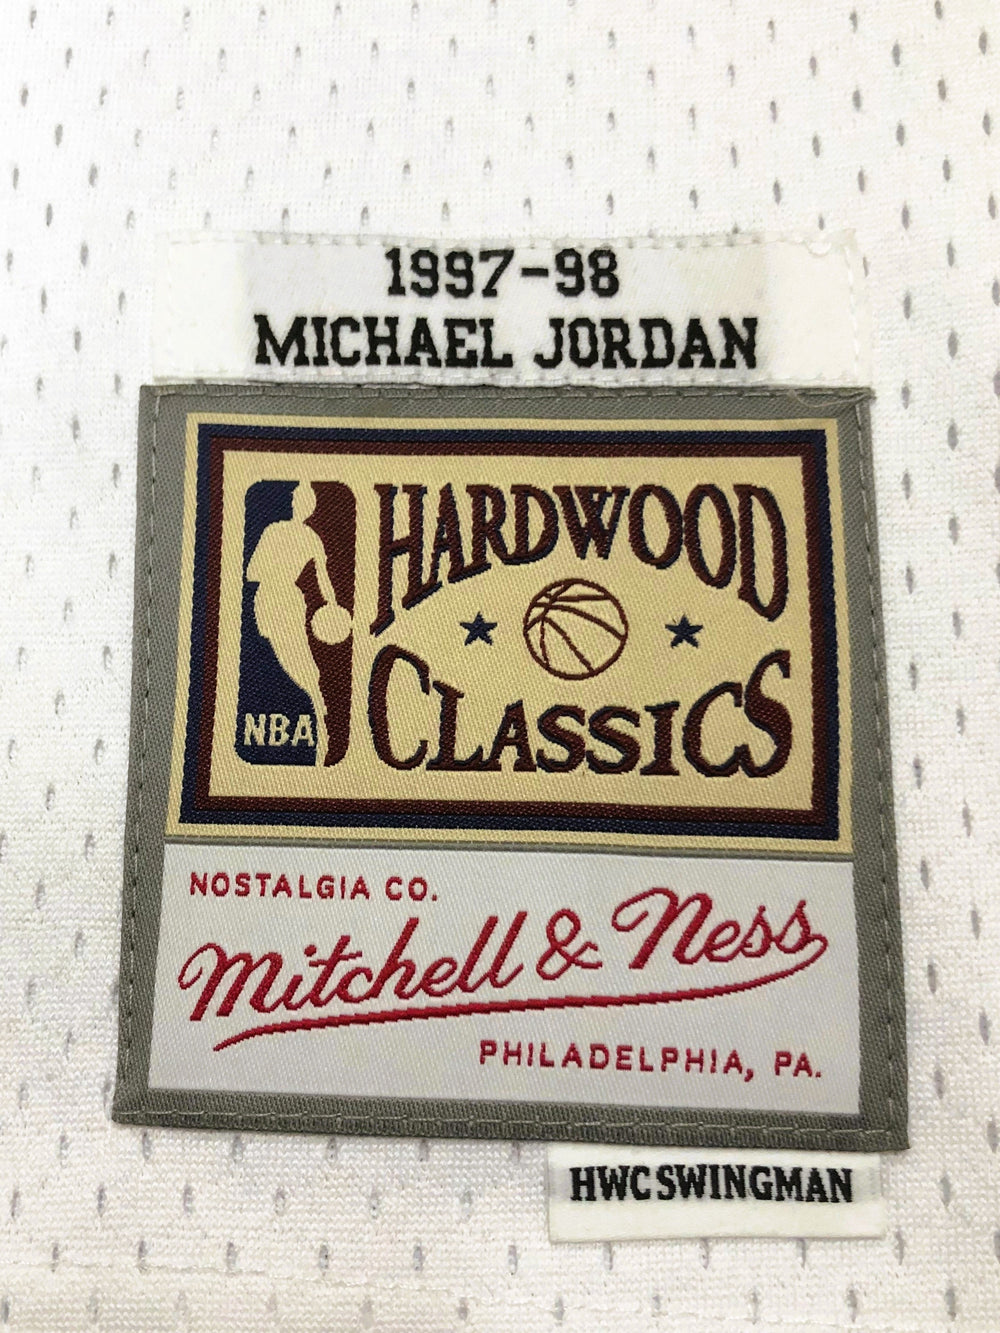 1997-98
MICHAEL JORDAN
HARDWOOD
CLASSICS
NBA
NOSTALGIA CO.
Mitchell & Ness
PHILADELPHIA, PA.
HWC SWINGMAN